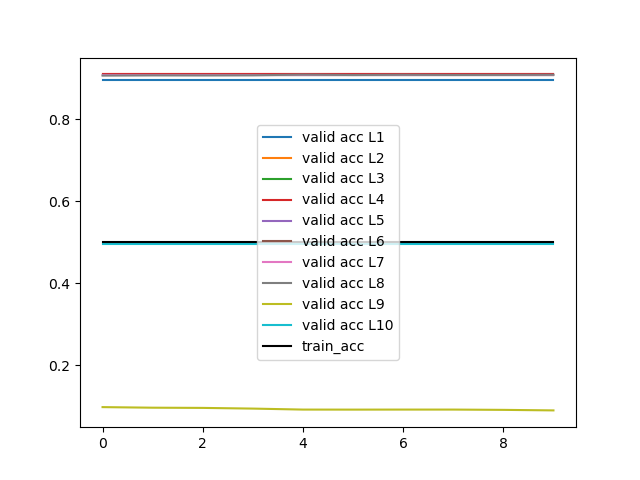 0.8
0.6
0.4
0.2
valid acc L1
valid acc L2
valid acc L3
valid acc L4
valid acc L5
valid acc L6
valid acc L7
valid acc L8
valid acc L9
valid acc L10
train_acc
0 2 4 6 8